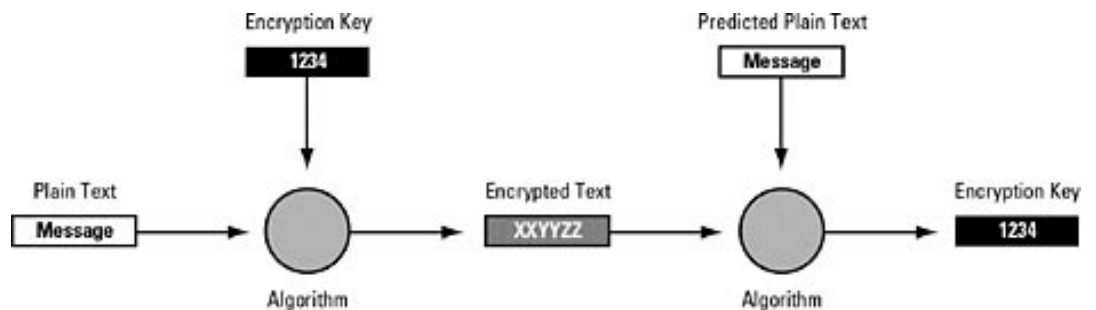 Encryption Key
1234
Predicted Plain Text
Message
Plain Text
Message
Encrypted Text
XXYYZZ
Encryption Key
1234
Algorithm
Algorithm